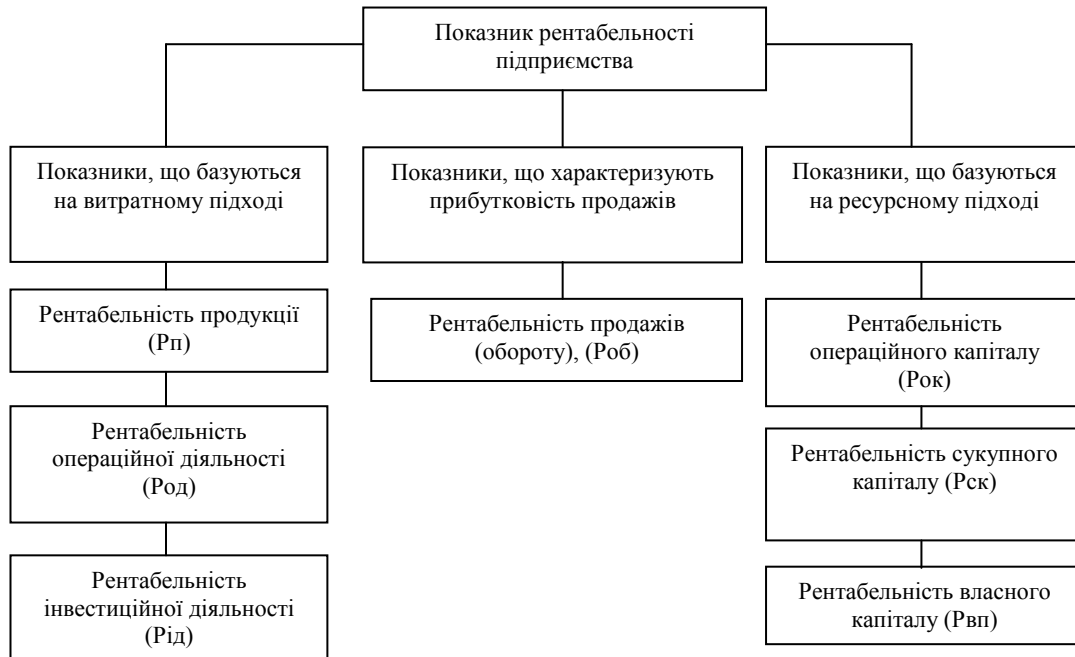 Показник рентабельності
підприємства
Показники, що базуються
на витратному підході
Показники, що характеризують
прибутковість продажів
Показники, що базуються
на ресурсному підході
Рентабельність продукції
(Рп)
Рентабельність
операційної діяльності
(Род)
Рентабельність
інвестиційної діяльності
(Рід)
Рентабельність продажів
(обороту), (Роб)
Рентабельність
операційного капіталу
(Рок)
Рентабельність сукупного
капіталу (Рск)
Рентабельність власного
капіталу (Рвп)